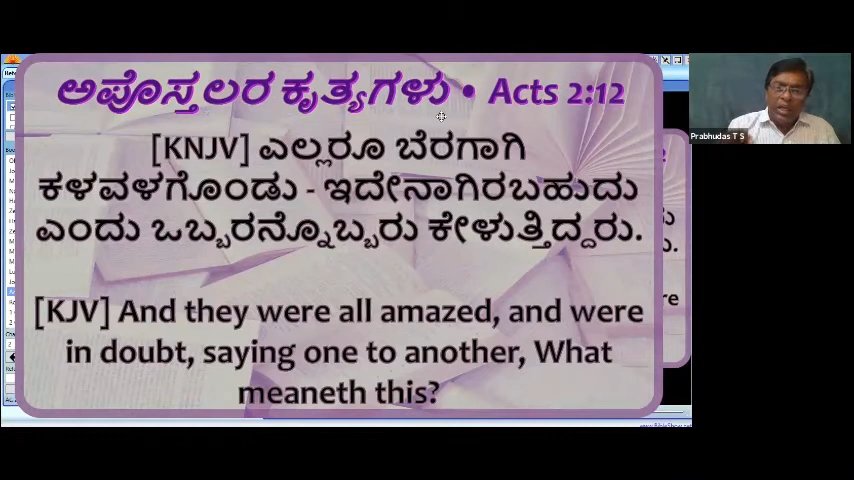 ಅಪೊಸ್ತಲರ ಕೃತ್ಯಗಳು • Acts 2:12
[KNJV] ಎಲ್ಲರೂ ಬೆರಗಾಗಿ
ಕಳವಳಗೊಂಡು - ಇದೇನಾಗಿರಬಹುದು
ಎಂದು ಒಬ್ಬರನ್ನೊಬ್ಬರು ಕೇಳುತ್ತಿದ್ದರು.
[KJV] And they were all amazed, and were
in doubt, saying one to another, What
meaneth this?
Prabhudas T S